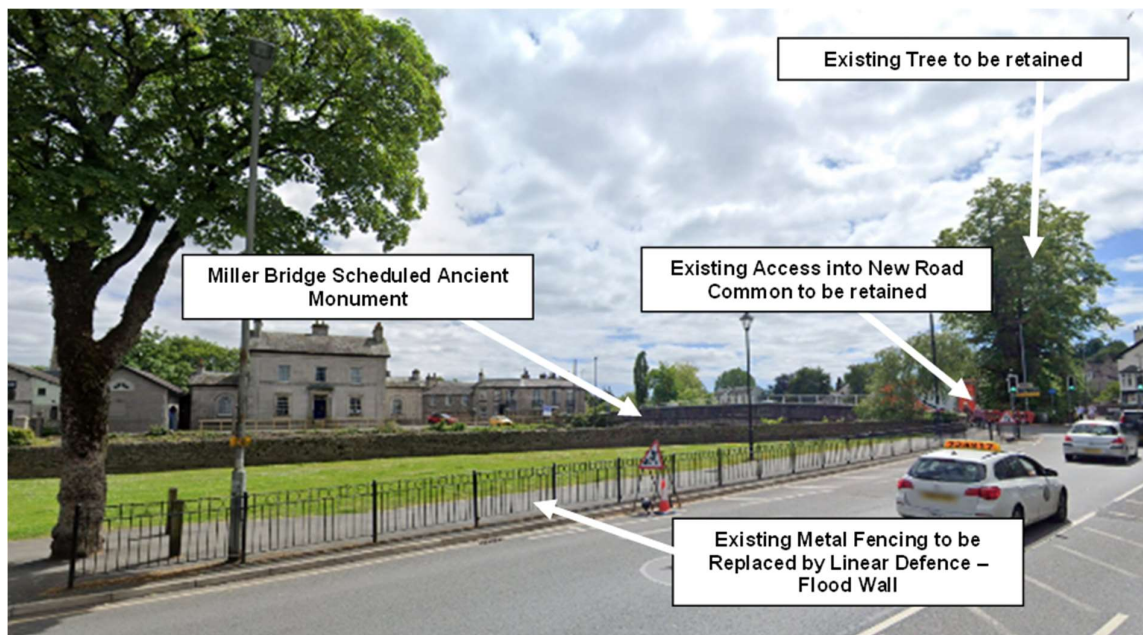 Existing Tree to be retained
Miller Bridge Scheduled Ancient
Monument
Existing Access into New Road
Common to be retained
Existing Metal Fencing to be
Replaced by Linear Defence –
Flood Wall